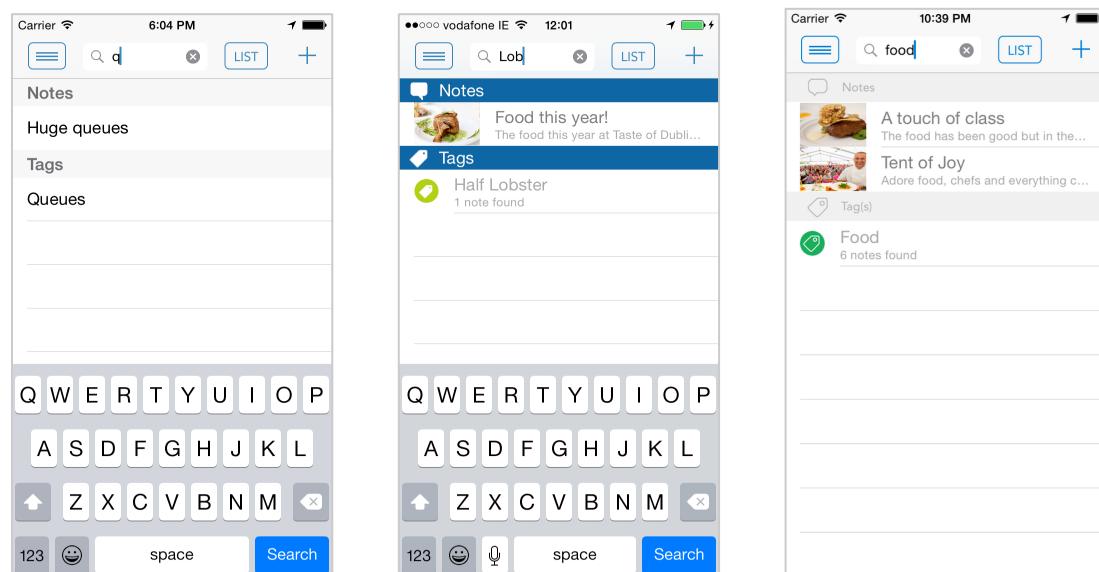 Carrier 6:04 PM
q LIST
Notes
Huge queues
Tags
Queues
Q W E R T Y U I O P
A S D F G H J K L
Z X C V B N M
123 space Search
vodafone IE 12:01
Lob LIST
Notes
Food this year!
The food this year at Taste of Dubli...
Tags
Half Lobster
1 note found
Q W E R T Y U I O P
A S D F G H J K L
Z X C V B N M
123 space Search
Carrier 10:39 PM
food LIST
Notes
A touch of class
The food has been good but in the...
Tent of Joy
Adore food, chefs and everything c...
Tag(s)
Food
6 notes found